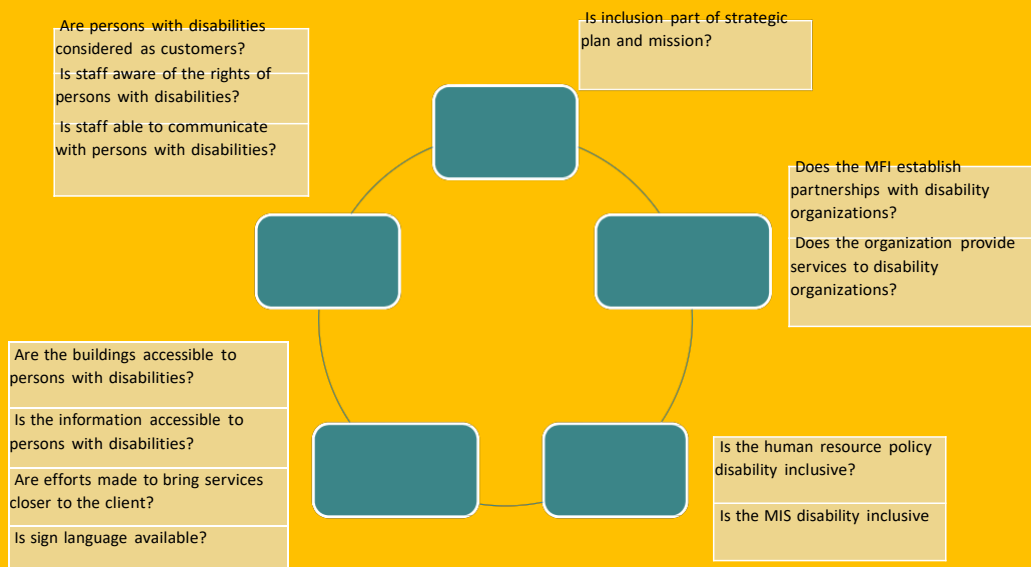 Are persons with disabilities
considered as customers?
Is staff aware of the rights of
persons with disabilities?
Is staff able to communicate
with persons with disabilities?
Is inclusion part of strategic
plan and mission?
Does the MFI establish
partnerships with disability
organizations?
Does the organization provide
services to disability
organizations?
Are the buildings accessible to
persons with disabilities?
Is the information accessible to
persons with disabilities?
Are efforts made to bring services
closer to the client?
Is sign language available?
Is the human resource policy
disability inclusive?
Is the MIS disability inclusive